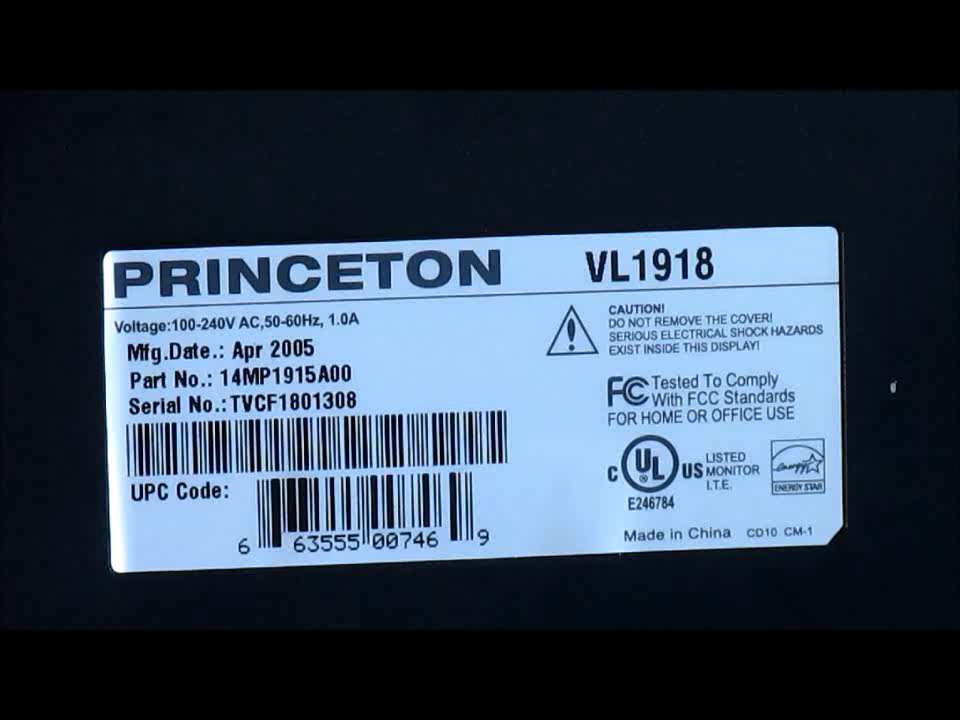 PRINCETON VL1918
Voltage:100-240V AC,50-60Hz, 1.0A
Mfg.Date.: Apr 2005
Part No.: 14MP1915A00
Serial No.:TVCF1801308
UPC Code:
6 63555 00746 9
CAUTION!
DO NOT REMOVE THE COVER!
SERIOUS ELECTRICAL SHOCK HAZARDS
EXIST INSIDE THIS DISPLAY!
FC Tested To Comply
With FCC Standards
FOR HOME OR OFFICE USE
C UL ® US LISTED
MONITOR
I.T.E.
E246784
energy
ENERGY STAR
Made in China CD10 CM-1